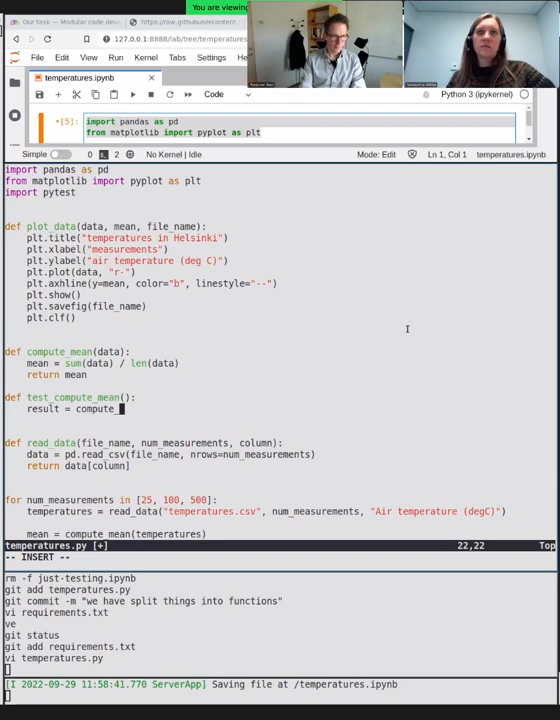 You are viewing
Our task — Modular code dev
https://raw.githubusercontent.
127.0.0.1:8888/lab/tree/temperatures
File Edit View Run Kernel Tabs Settings
temperatures.ipynb
Code
Python 3 (ipykernel)
[5]:
import pandas as pd
from matplotlib import pyplot as plt
Simple 0 2 No Kernel | Idle Mode: Edit Ln 1, Col 1 temperatures.ipynb
import pandas as pd
from matplotlib import pyplot as plt
import pytest
def plot_data(data, mean, file_name):
plt.title("temperatures in Helsinki")
plt.xlabel("measurements")
plt.ylabel("air temperature (deg C)")
plt.plot(data, "r-")
plt.axhline(y=mean, color="b", linestyle="--")
plt.show()
plt.savefig(file_name)
plt.clf()
def compute_mean(data):
mean = sum(data) / len(data)
return mean
def test_compute_mean():
result = compute_
def read_data(file_name, num_measurements, column):
data = pd.read_csv(file_name, nrows=num_measurements)
return data[column]
for num_measurements in [25, 100, 500]:
temperatures = read_data("temperatures.csv", num_measurements, "Air temperature (degC)")
mean = compute_mean(temperatures)
temperatures.py [+] 22,22 Top
-- INSERT --
rm -f just-testing.ipynb
git add temperatures.py
git commit -m "we have split things into functions"
vi requirements.txt
ve
git status
git add requirements.txt
vi temperatures.py
[I 2022-09-29 11:58:41.770 ServerApp] Saving file at /temperatures.ipynb